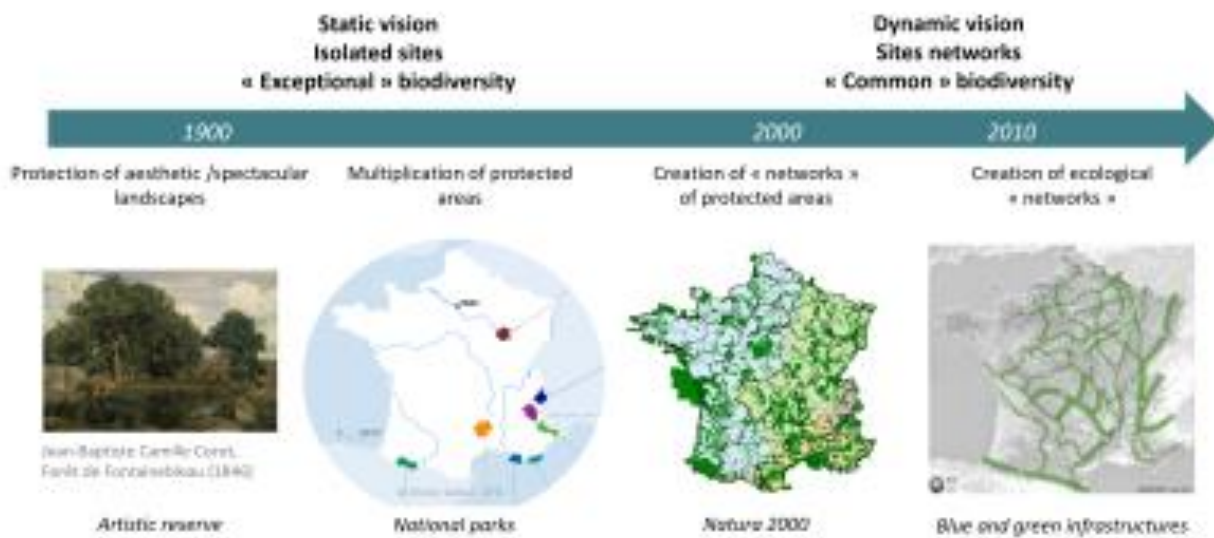 Static vision
Isolated sites
« Exceptional » biodiversity
Dynamic vision
Sites networks
« Common » biodiversity
1900
2000
2010
Protection of aesthetic /spectacular
landscapes
Multiplication of protected
areas
Creation of « networks »
of protected areas
Creation of ecological
« networks »
Jean-Baptiste Camille Corot,
Forêt de Fontainebleau (1846)
Artistic reserve
National parks
Natura 2000
Blue and green infrastructures